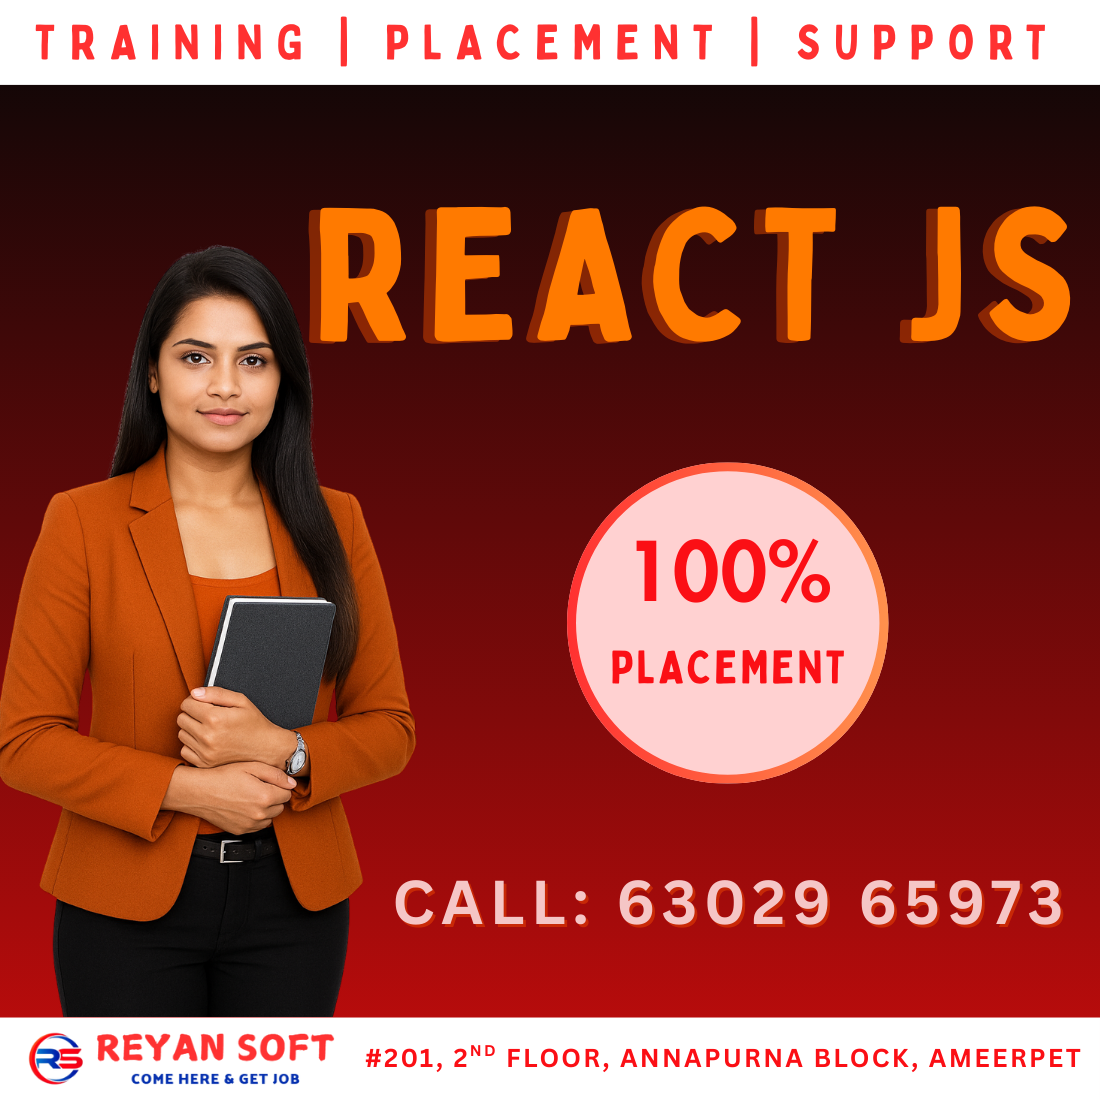 TRAINING | PLACEMENT | SUPPORT
REACT JS
100%
PLACEMENT
CALL: 63029 65973
RS REYAN SOFT
COME HERE & GET JOB
#201, 2ND FLOOR, ANNAPURNA BLOCK, AMEERPET